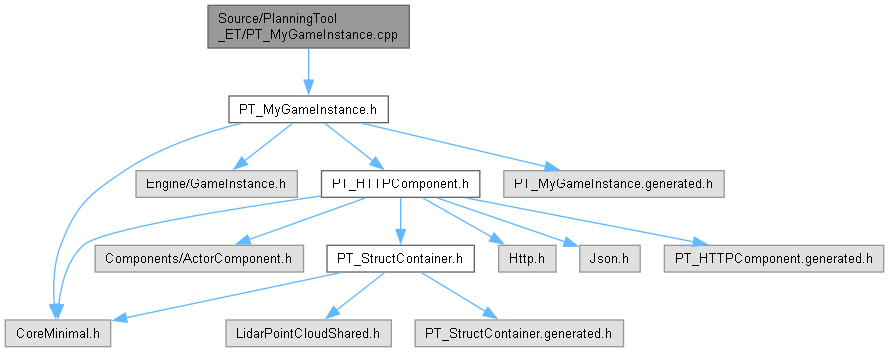 Source/PlanningTool
_ET/PT_MyGameInstance.cpp
PT_MyGameInstance.h
Engine/GameInstance.h
PT_HTTPComponent.h
PT_MyGameInstance.generated.h
Components/ActorComponent.h
PT_StructContainer.h
Http.h
Json.h
PT_HTTPComponent.generated.h
CoreMinimal.h
LidarPointCloudShared.h
PT_StructContainer.generated.h